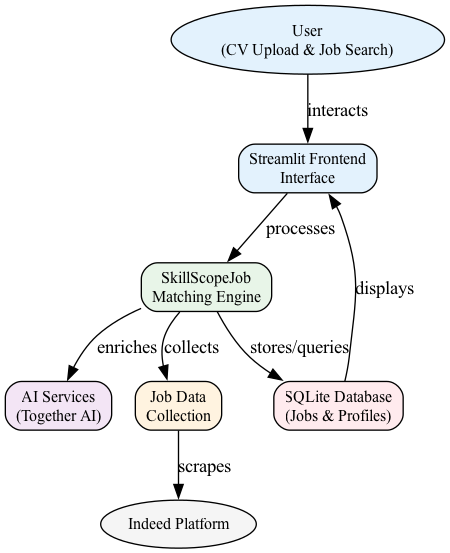 User
(CV Upload & Job Search)
interacts
Streamlit Frontend
Interface
processes
SkillScopeJob
Matching Engine
displays
enriches
collects
stores/queries
AI Services
(Together AI)
Job Data
Collection
SQLite Database
(Jobs & Profiles)
scrapes
Indeed Platform